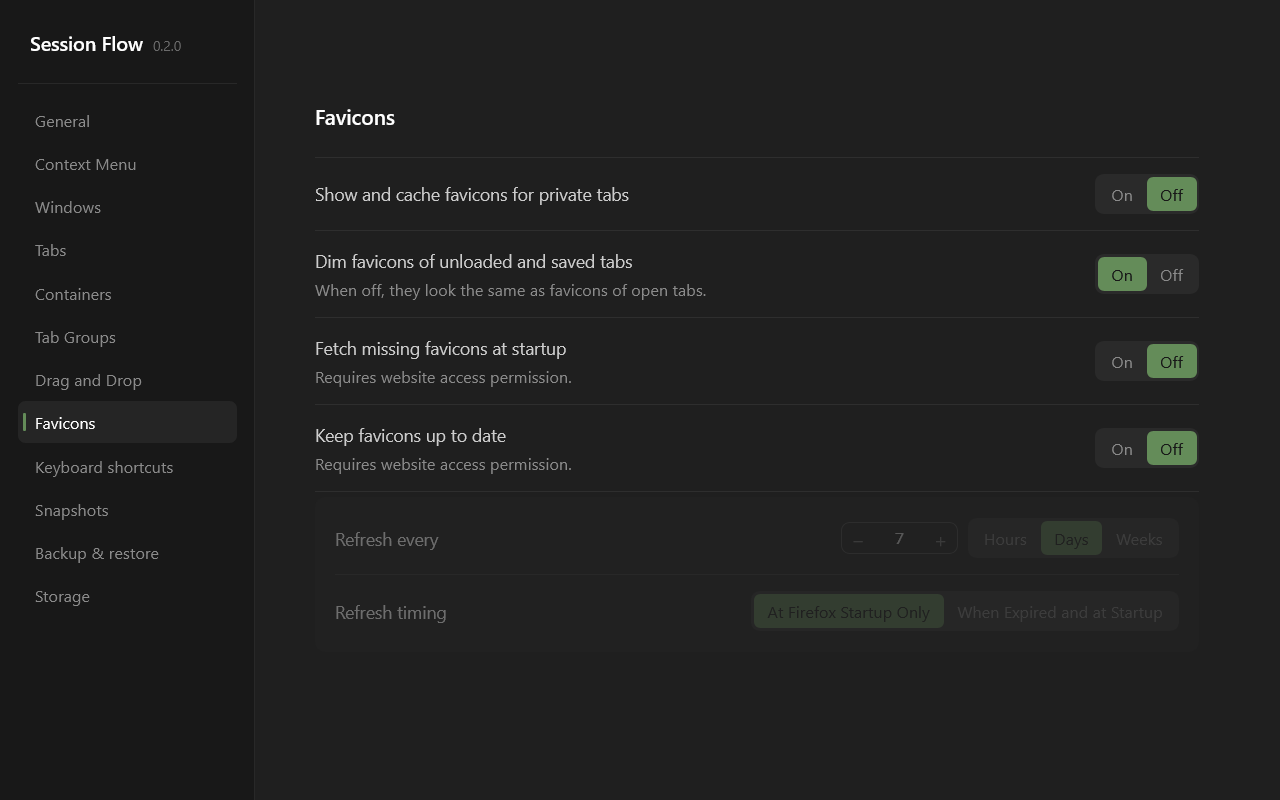 Session Flow 0.2.0
General
Context Menu
Windows
Tabs
Containers
Tab Groups
Drag and Drop
Favicons
Keyboard shortcuts
Snapshots
Backup & restore
Storage
Favicons
Show and cache favicons for private tabs On Off
Dim favicons of unloaded and saved tabs On Off
When off, they look the same as favicons of open tabs.
Fetch missing favicons at startup On Off
Requires website access permission.
Keep favicons up to date On Off
Requires website access permission.
Refresh every − 7 + Hours Days Weeks
Refresh timing At Firefox Startup Only When Expired and at Startup